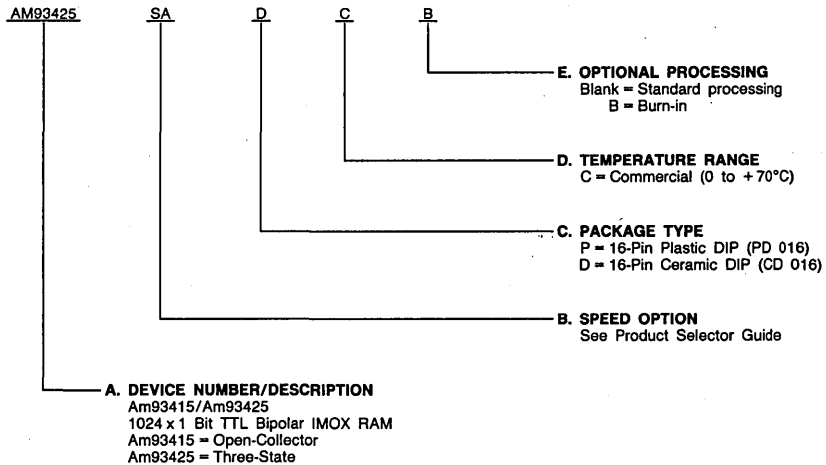 AM93425 SA D C B
E. OPTIONAL PROCESSING
Blank = Standard processing
B = Burn-in
D. TEMPERATURE RANGE
C = Commercial (0 to +70°C)
C. PACKAGE TYPE
P = 16-Pin Plastic DIP (PD 016)
D = 16-Pin Ceramic DIP (CD 016)
B. SPEED OPTION
See Product Selector Guide
A. DEVICE NUMBER/DESCRIPTION
Am93415/Am93425
1024 x 1 Bit TTL Bipolar IMOX RAM
Am93415 = Open-Collector
Am93425 = Three-State